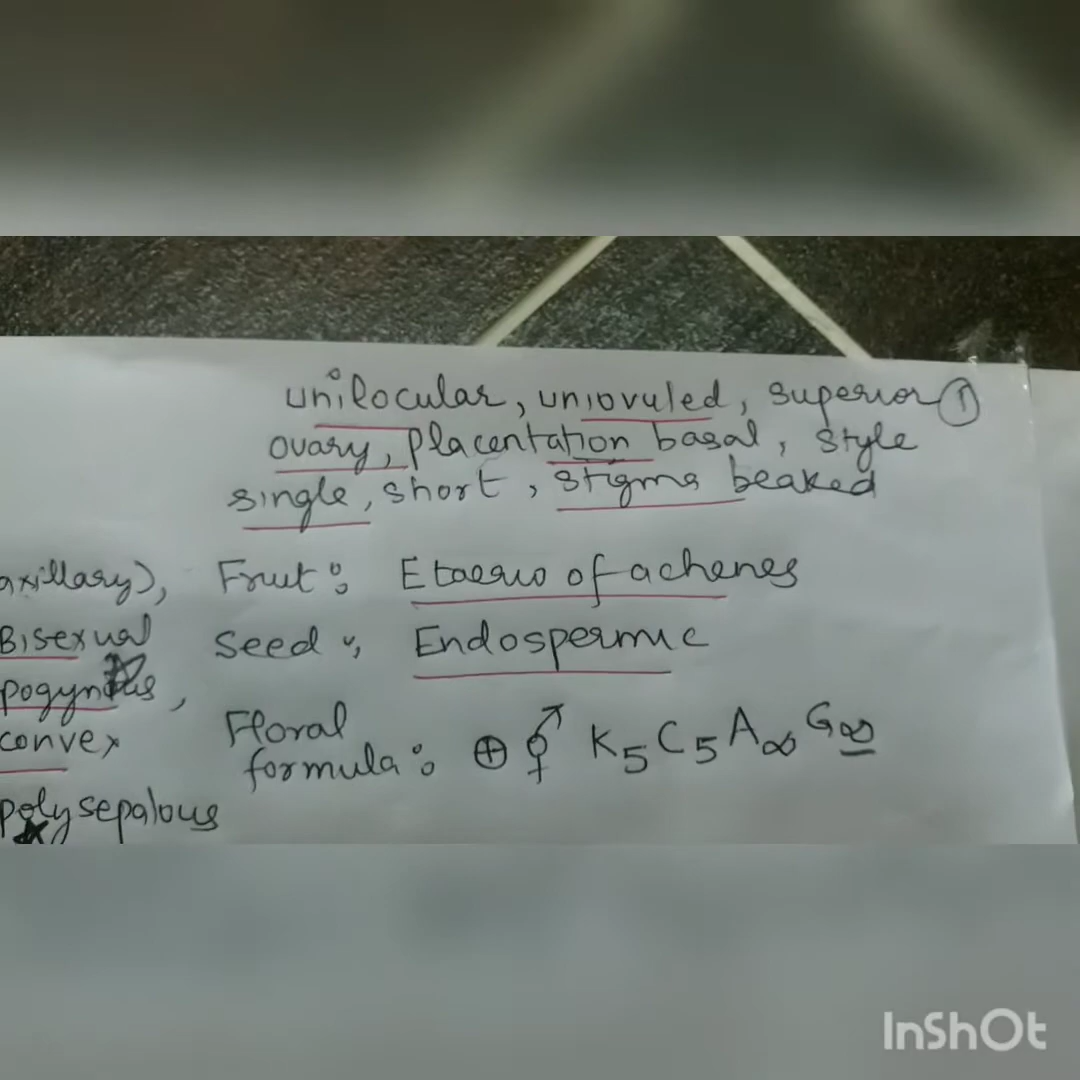 unilocular, uniovuled, superior 1
ovary, placentation basal, style
single, short, stigma beaked
axillary),
Bisexual
pogynous,
convex
polysepalous
Fruit : Etaerio of achenes
Seed : Endospermic
Floral
formula : ⊕ ⚥ K5 C5 A∞ G∞
InShOt